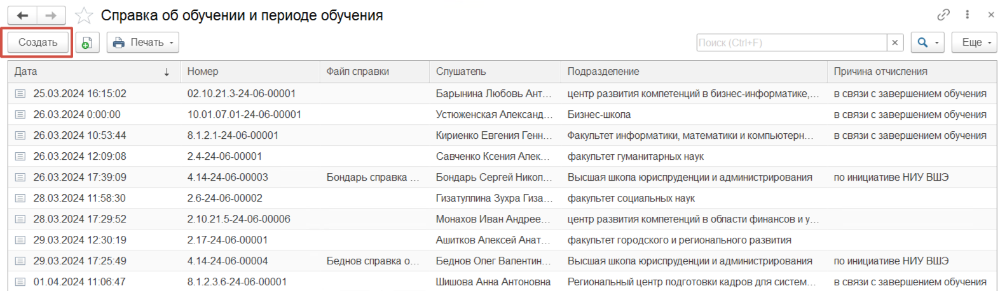 Справка об обучении и периоде обучения
Создать Печать Поиск (Ctrl+F) × Еще
Дата ↓ Номер Файл справки Слушатель Подразделение Причина отчисления
25.03.2024 16:15:02 02.10.21.3-24-06-00001 Барынина Любовь Ант... центр развития компетенций в бизнес-информатике,... в связи с завершением обучения
26.03.2024 0:00:00 10.01.07.01-24-06-00001 Устюженская Александ... Бизнес-школа в связи с завершением обучения
26.03.2024 10:53:44 8.1.2.1-24-06-00001 Кириенко Евгения Генн... Факультет информатики, математики и компьютерн... в связи с завершением обучения
26.03.2024 12:09:08 2.4-24-06-00001 Савченко Ксения Алек... факультет гуманитарных наук
26.03.2024 17:39:09 4.14-24-06-00003 Бондарь справка ... Бондарь Сергей Никол... Высшая школа юриспруденции и администрирования по инициативе НИУ ВШЭ
28.03.2024 11:58:30 2.6-24-06-00002 Гизатуллина Зухра Гиза... факультет социальных наук
28.03.2024 17:29:52 2.10.21.5-24-06-00006 Монахов Иван Андрее... центр развития компетенций в области финансов и у...
29.03.2024 12:30:19 2.17-24-06-00001 Ашитков Алексей Анат... факультет городского и регионального развития
29.03.2024 17:25:49 4.14-24-06-00004 Беднов справка о... Беднов Олег Валентин... Высшая школа юриспруденции и администрирования по инициативе НИУ ВШЭ
01.04.2024 11:06:47 8.1.2.3.6-24-06-00001 Шишова Анна Антоновна Региональный центр подготовки кадров для систем... в связи с завершением обучения